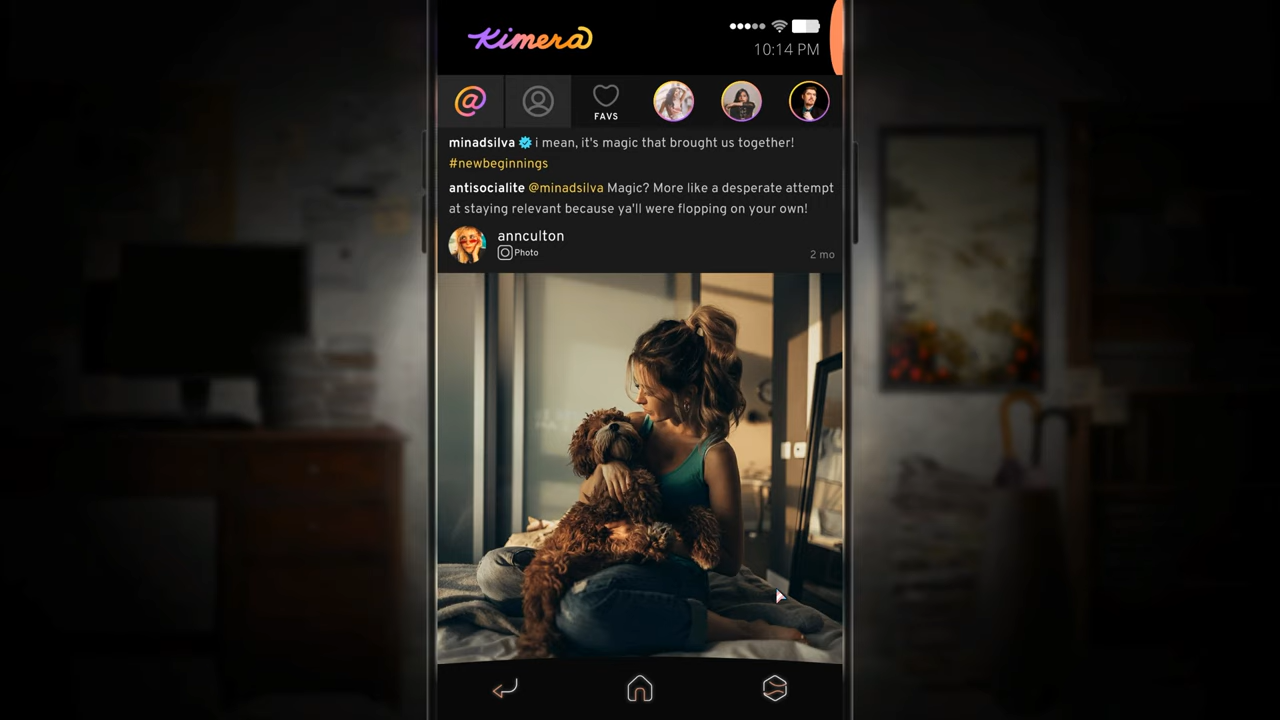 Kimera
10:14 PM
@
FAVS
minadsilva i mean, it's magic that brought us together!
#newbeginnings
antisocialite @minadsilva Magic? More like a desperate attempt
at staying relevant because ya'll were flopping on your own!
annculton
Photo
2 mo